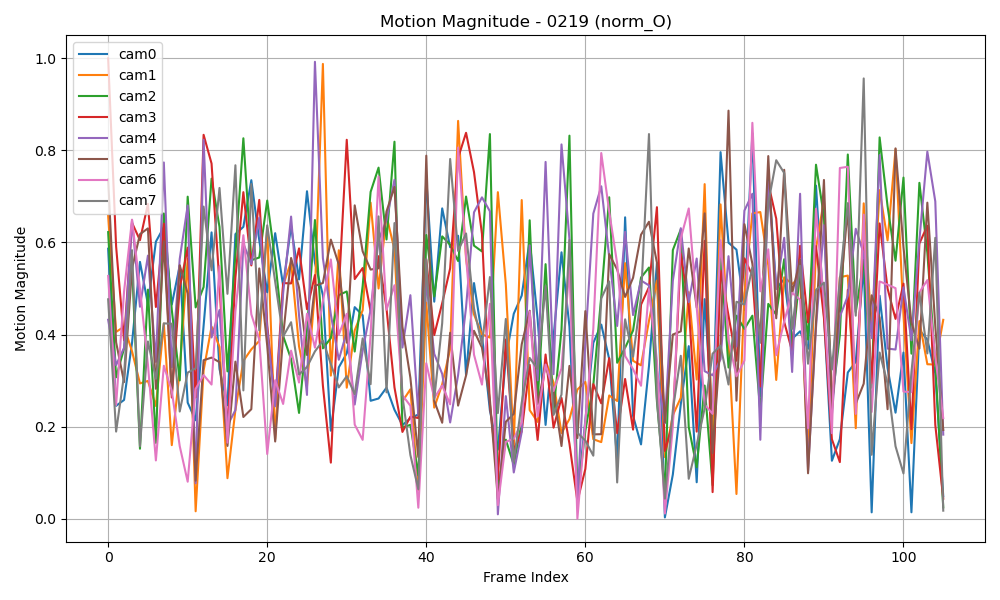 Motion Magnitude - 0219 (norm_O)
cam0
cam1
cam2
cam3
cam4
cam5
cam6
cam7
Motion Magnitude
1.0
0.8
0.6
0.4
0.2
0.0
0 20 40 60 80 100
Frame Index